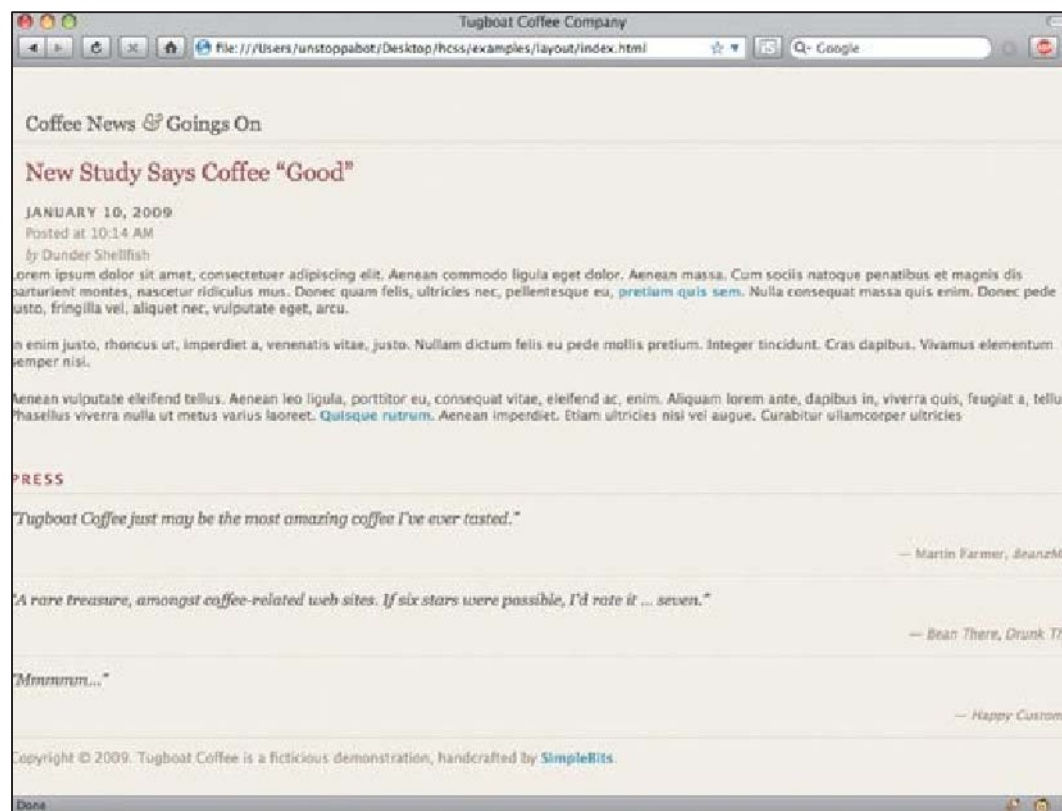 Tugboat Coffee Company
file:///Users/unstoppabot/Desktop/hcss/examples/layout/index.html
Google
Coffee News & Goings On
New Study Says Coffee “Good”
JANUARY 10, 2009
Posted at 10:14 AM
by Dunder Shellfish
Lorem ipsum dolor sit amet, consectetuer adipiscing elit. Aenean commodo ligula eget dolor. Aenean massa. Cum sociis natoque penatibus et magnis dis
parturient montes, nascetur ridiculus mus. Donec quam felis, ultricies nec, pellentesque eu, pretium quis sem. Nulla consequat massa quis enim. Donec pede
justo, fringilla vel, aliquet nec, vulputate eget, arcu.
In enim justo, rhoncus ut, imperdiet a, venenatis vitae, justo. Nullam dictum felis eu pede mollis pretium. Integer tincidunt. Cras dapibus. Vivamus elementum
semper nisi.
Aenean vulputate eleifend tellus. Aenean leo ligula, porttitor eu, consequat vitae, eleifend ac, enim. Aliquam lorem ante, dapibus in, viverra quis, feugiat a, tellu
Phasellus viverra nulla ut metus varius laoreet. Quisque rutrum. Aenean imperdiet. Etiam ultricies nisi vel augue. Curabitur ullamcorper ultricies
PRESS
“Tugboat Coffee just may be the most amazing coffee I’ve ever tasted.”
— Martin Farmer, BeanzM
“A rare treasure, amongst coffee-related web sites. If six stars were possible, I’d rate it ... seven.”
— Bean There, Drunk Th
“Mmmmm...”
— Happy Custom
Copyright © 2009. Tugboat Coffee is a ficticious demonstration, handcrafted by SimpleBits.
Done